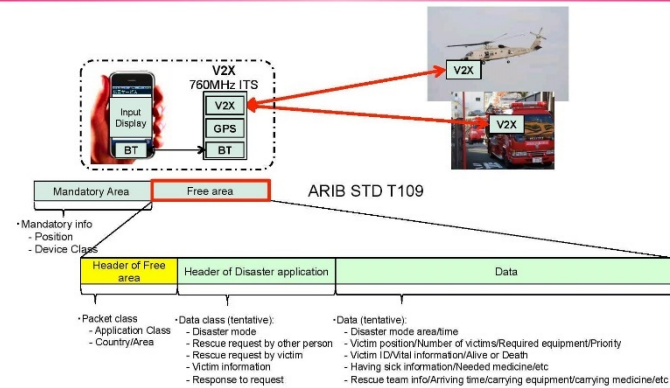 V2X
760MHz ITS
V2X
Input
Display
V2X
GPS
V2X
BT
BT
Mandatory Area
Free area
ARIB STD T109
・Mandatory info
- Position
- Device Class
Header of Free
area
Header of Disaster application
Data
・Packet class
- Application Class
- Country/Area
・Data class (tentative):
- Disaster mode
- Rescue request by other person
- Rescue request by victim
- Victim information
- Response to request
・Data (tentative):
- Disaster mode area/time
- Victim position/Number of victims/Required equipment/Priority
- Victim ID/Vital information/Alive or Death
- Having sick information/Needed medicine/etc
- Rescue team info/Arriving time/carrying equipment/carrying medicine/etc